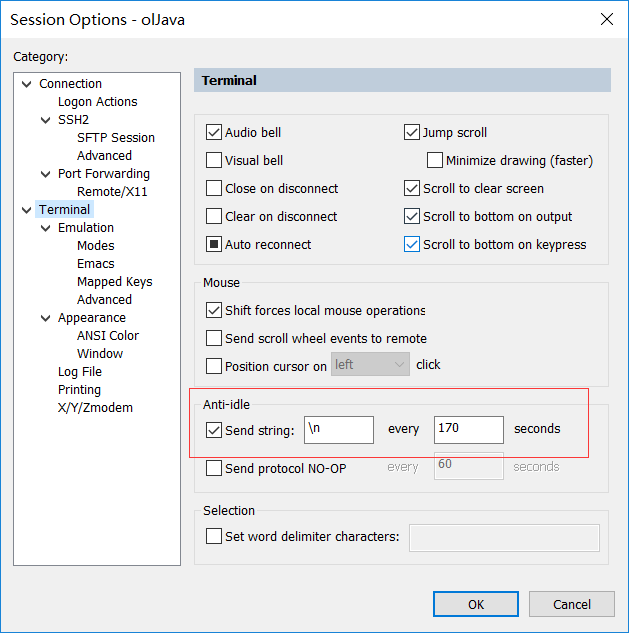 Session Options - olJava
Category:
Connection
Logon Actions
SSH2
SFTP Session
Advanced
Port Forwarding
Remote/X11
Terminal
Emulation
Modes
Emacs
Mapped Keys
Advanced
Appearance
ANSI Color
Window
Log File
Printing
X/Y/Zmodem
Terminal
Audio bell
Jump scroll
Visual bell
Minimize drawing (faster)
Close on disconnect
Scroll to clear screen
Clear on disconnect
Scroll to bottom on output
Auto reconnect
Scroll to bottom on keypress
Mouse
Shift forces local mouse operations
Send scroll wheel events to remote
Position cursor on left click
Anti-idle
Send string: \n every 170 seconds
Send protocol NO-OP every 60 seconds
Selection
Set word delimiter characters:
OK Cancel